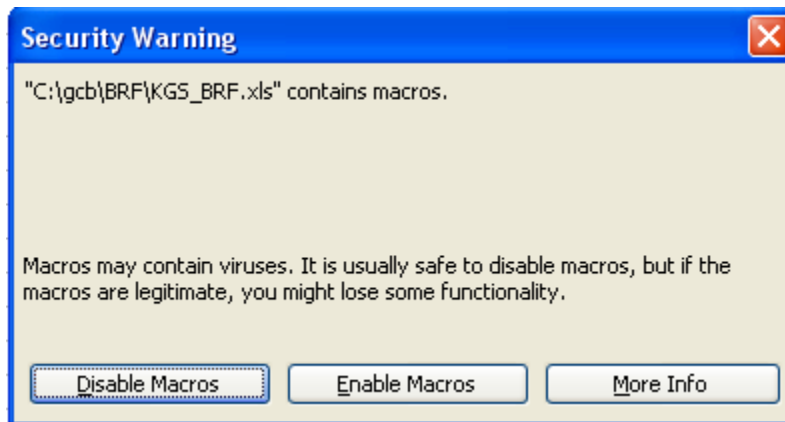 Security Warning
"C:\gcb\BRF\KGS_BRF.xls" contains macros.
Macros may contain viruses. It is usually safe to disable macros, but if the
macros are legitimate, you might lose some functionality.
Disable Macros Enable Macros More Info